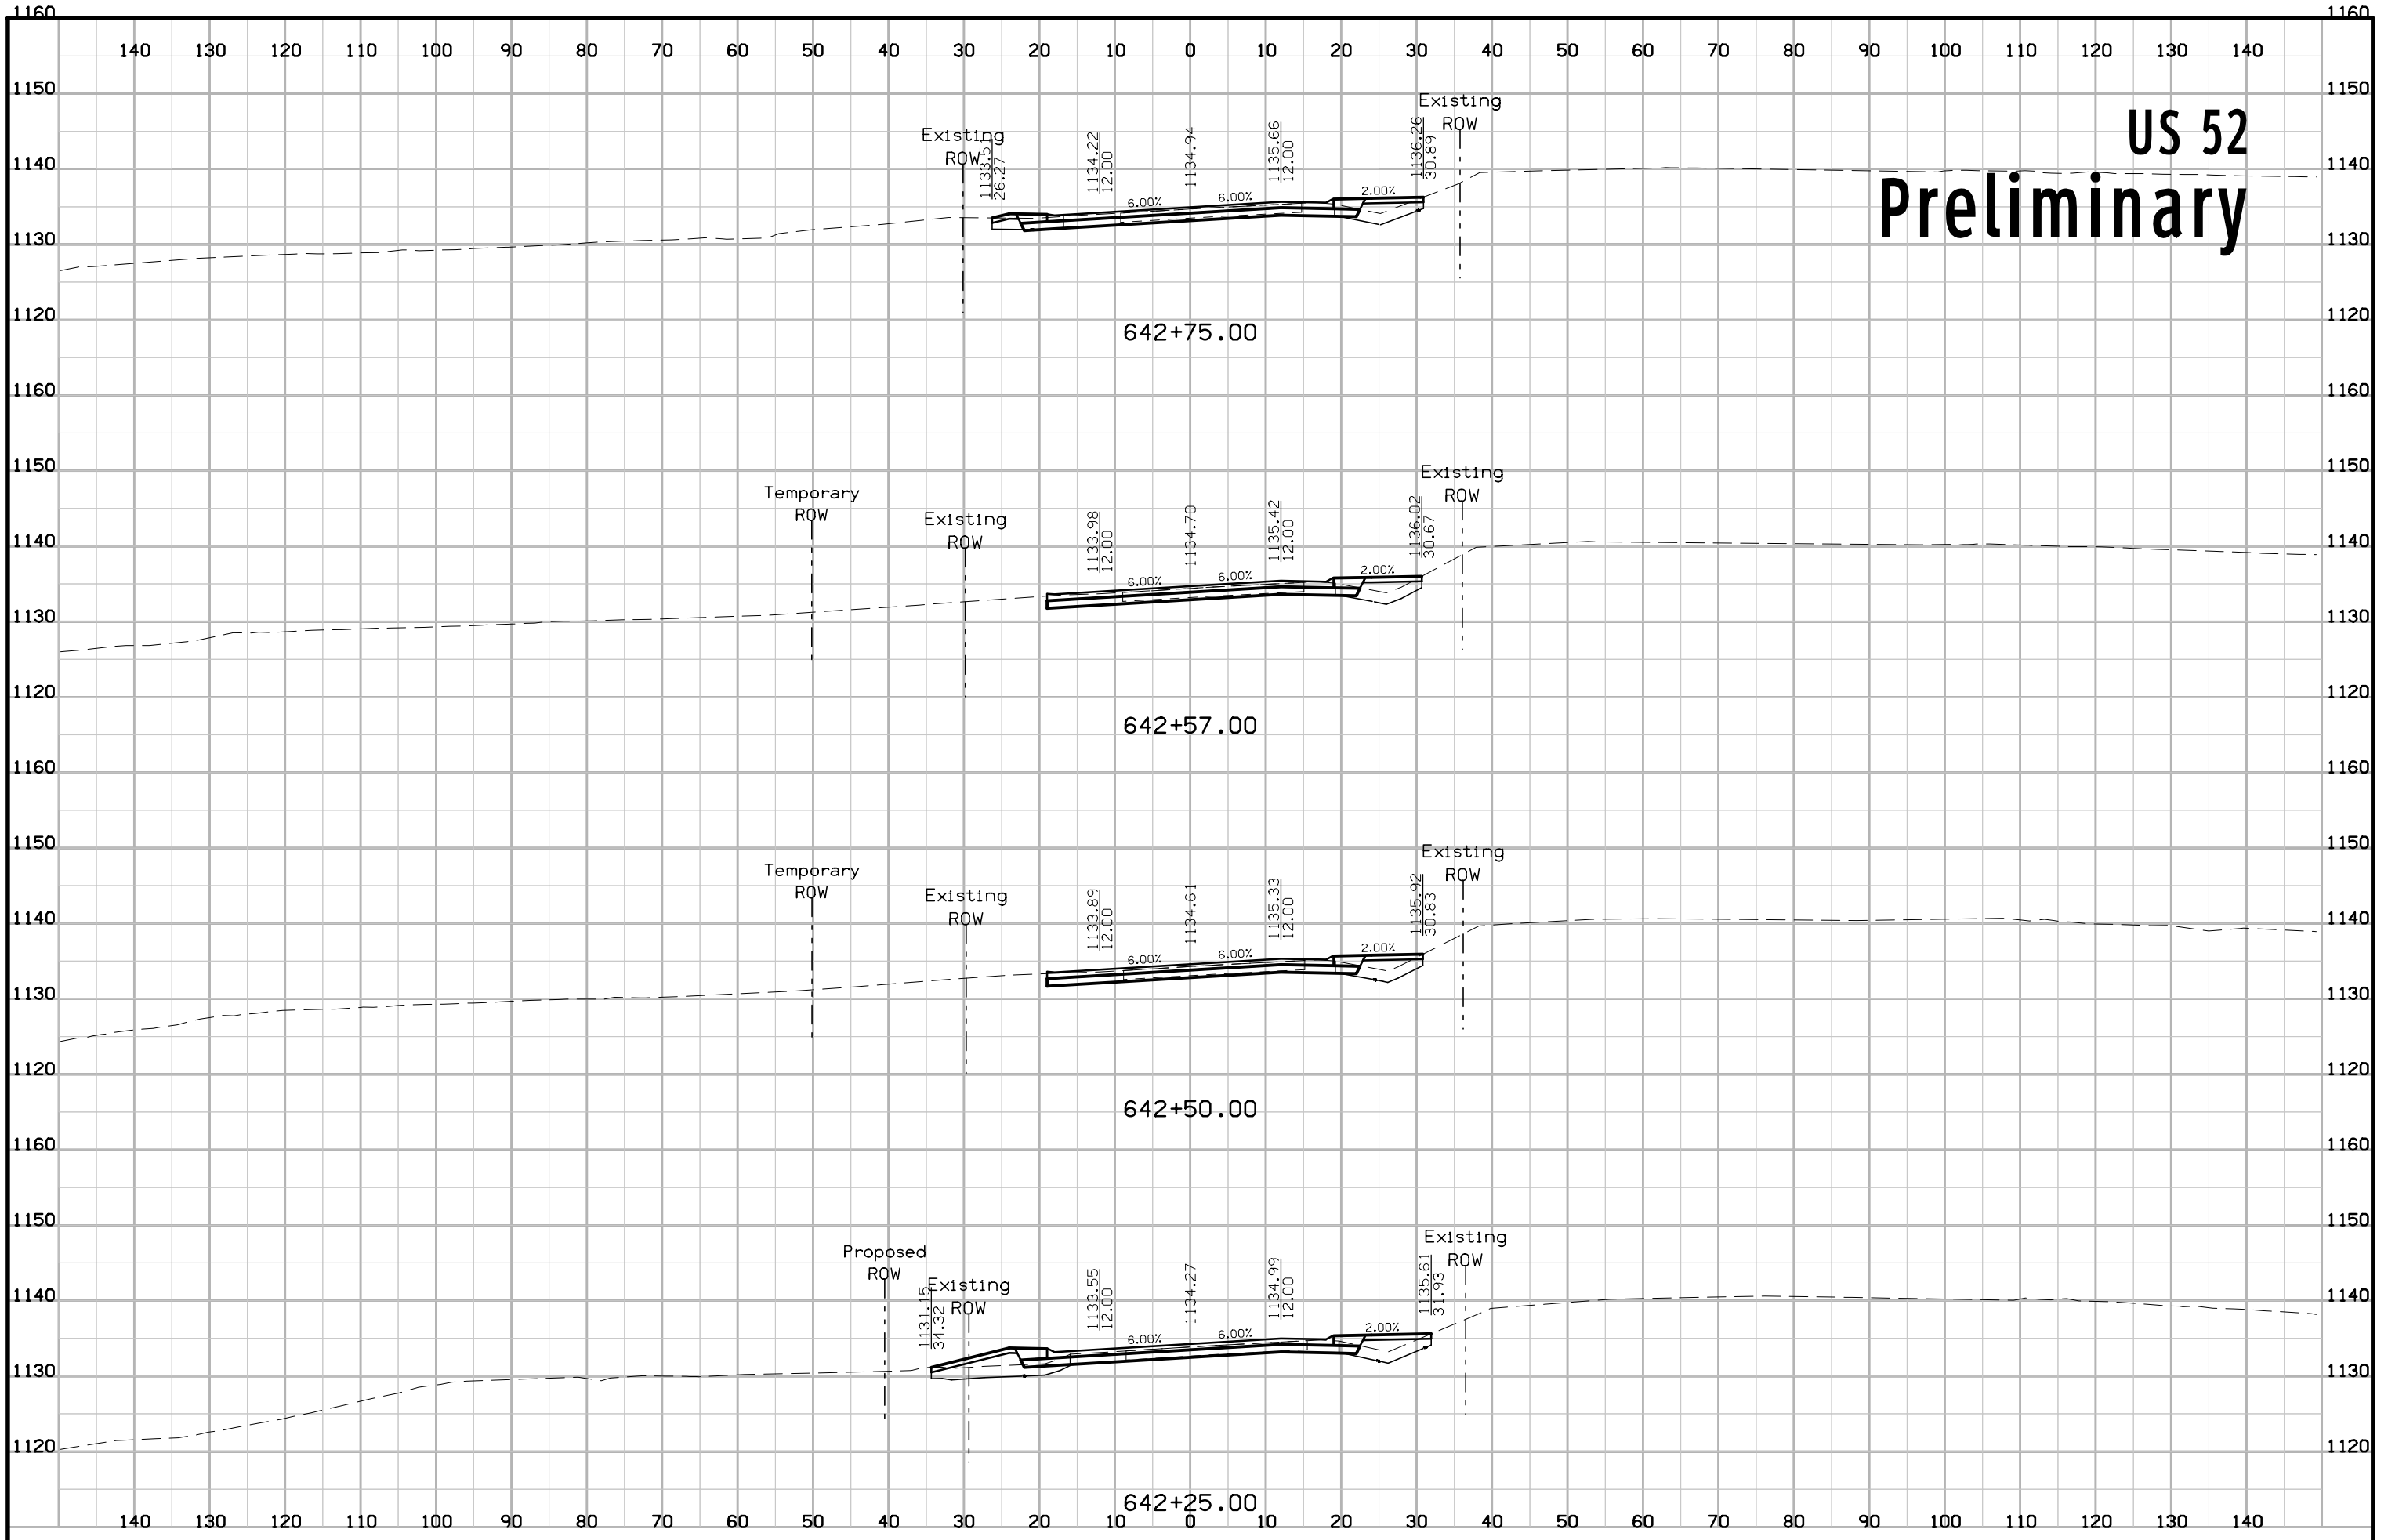 1160 1160
140 130 120 110 100 90 80 70 60 50 40 30 20 10 0 10 20 30 40 50 60 70 80 90 100 110 120 130 140
1150 1150
US 52
Preliminary
Existing
ROW
1133.51
26.27
1134.22
12.00
1134.94
1135.66
12.00
1136.26
30.89
Existing
ROW
1140 1140
6.00% 6.00% 2.00%
1130 1130
1120 1120
642+75.00
1160 1160
1150 1150
Temporary
ROW
Existing
ROW
1133.98
12.00
1134.70
1135.42
12.00
1136.02
30.67
Existing
ROW
1140 1140
6.00% 6.00% 2.00%
1130 1130
1120 1120
642+57.00
1160 1160
1150 1150
Temporary
ROW
Existing
ROW
1133.89
12.00
1134.61
1135.33
12.00
1135.92
30.83
Existing
ROW
1140 1140
6.00% 6.00% 2.00%
1130 1130
1120 1120
642+50.00
1160 1160
1150 1150
Proposed
ROW
1131.15
34.32
Existing
ROW
1133.55
12.00
1134.27
1134.99
12.00
1135.61
31.93
Existing
ROW
1140 1140
6.00% 6.00% 2.00%
1130 1130
1120 1120
642+25.00
140 130 120 110 100 90 80 70 60 50 40 30 20 10 0 10 20 30 40 50 60 70 80 90 100 110 120 130 140